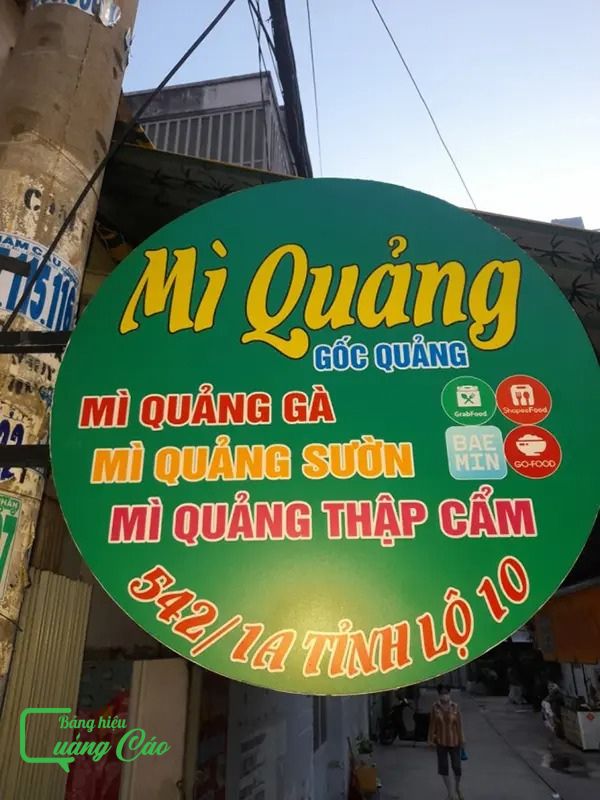 Mì Quảng
GỐC QUẢNG
MÌ QUẢNG GÀ
MÌ QUẢNG SƯỜN
MÌ QUẢNG THẬP CẨM
GrabFood
ShopeeFood
BAE
MIN
GO-FOOD
542/1A TỈNH LỘ 10
Bảng hiệu
Quảng Cáo